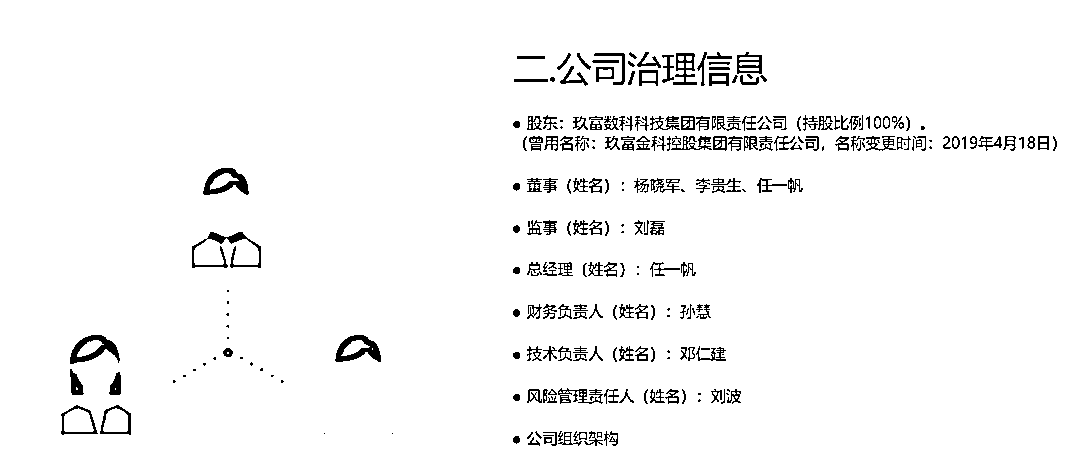 二.公司治理信息
● 股东：玖富数科科技集团有限责任公司（持股比例100%）。
（曾用名称：玖富金科控股集团有限责任公司，名称变更时间：2019年4月18日）
● 董事（姓名）：杨晓军、李贵生、任一帆
● 监事（姓名）：刘磊
● 总经理（姓名）：任一帆
● 财务负责人（姓名）：孙慧
● 技术负责人（姓名）：邓仁建
● 风险管理责任人（姓名）：刘波
● 公司组织架构